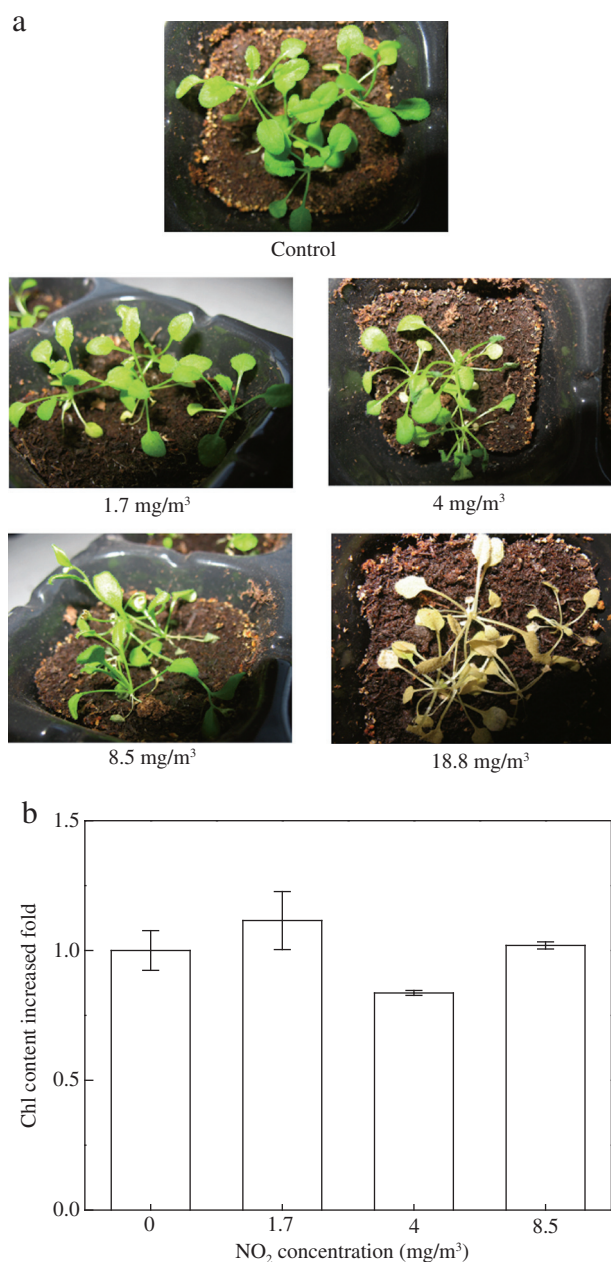 a
Control
1.7 mg/m³
4 mg/m³
8.5 mg/m³
18.8 mg/m³
b
1.5
1.0
0.5
0.0
Chl content increased fold
0
1.7
4
8.5
NO₂ concentration (mg/m³)